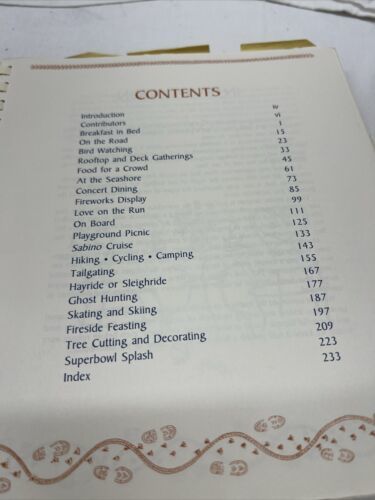 CONTENTS
Introduction iv
Contributors vi
Breakfast in Bed 1
On the Road 15
Bird Watching 23
Rooftop and Deck Gatherings 33
Food for a Crowd 45
At the Seashore 61
Concert Dining 73
Fireworks Display 85
Love on the Run 99
On Board 111
Playground Picnic 125
Sabino Cruise 133
Hiking • Cycling • Camping 143
Tailgating 155
Hayride or Sleighride 167
Ghost Hunting 177
Skating and Skiing 187
Fireside Feasting 197
Tree Cutting and Decorating 209
Superbowl Splash 223
Index 233